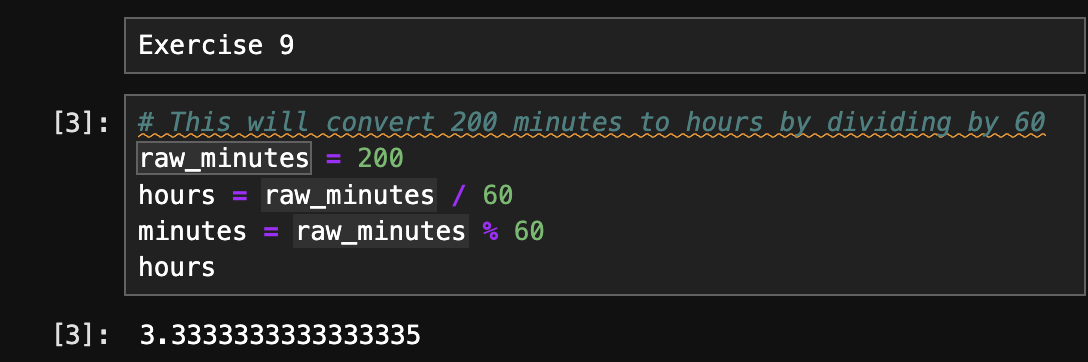 Exercise 9
[3]:
# This will convert 200 minutes to hours by dividing by 60
raw_minutes = 200
hours = raw_minutes / 60
minutes = raw_minutes % 60
hours
[3]: 3.3333333333333335